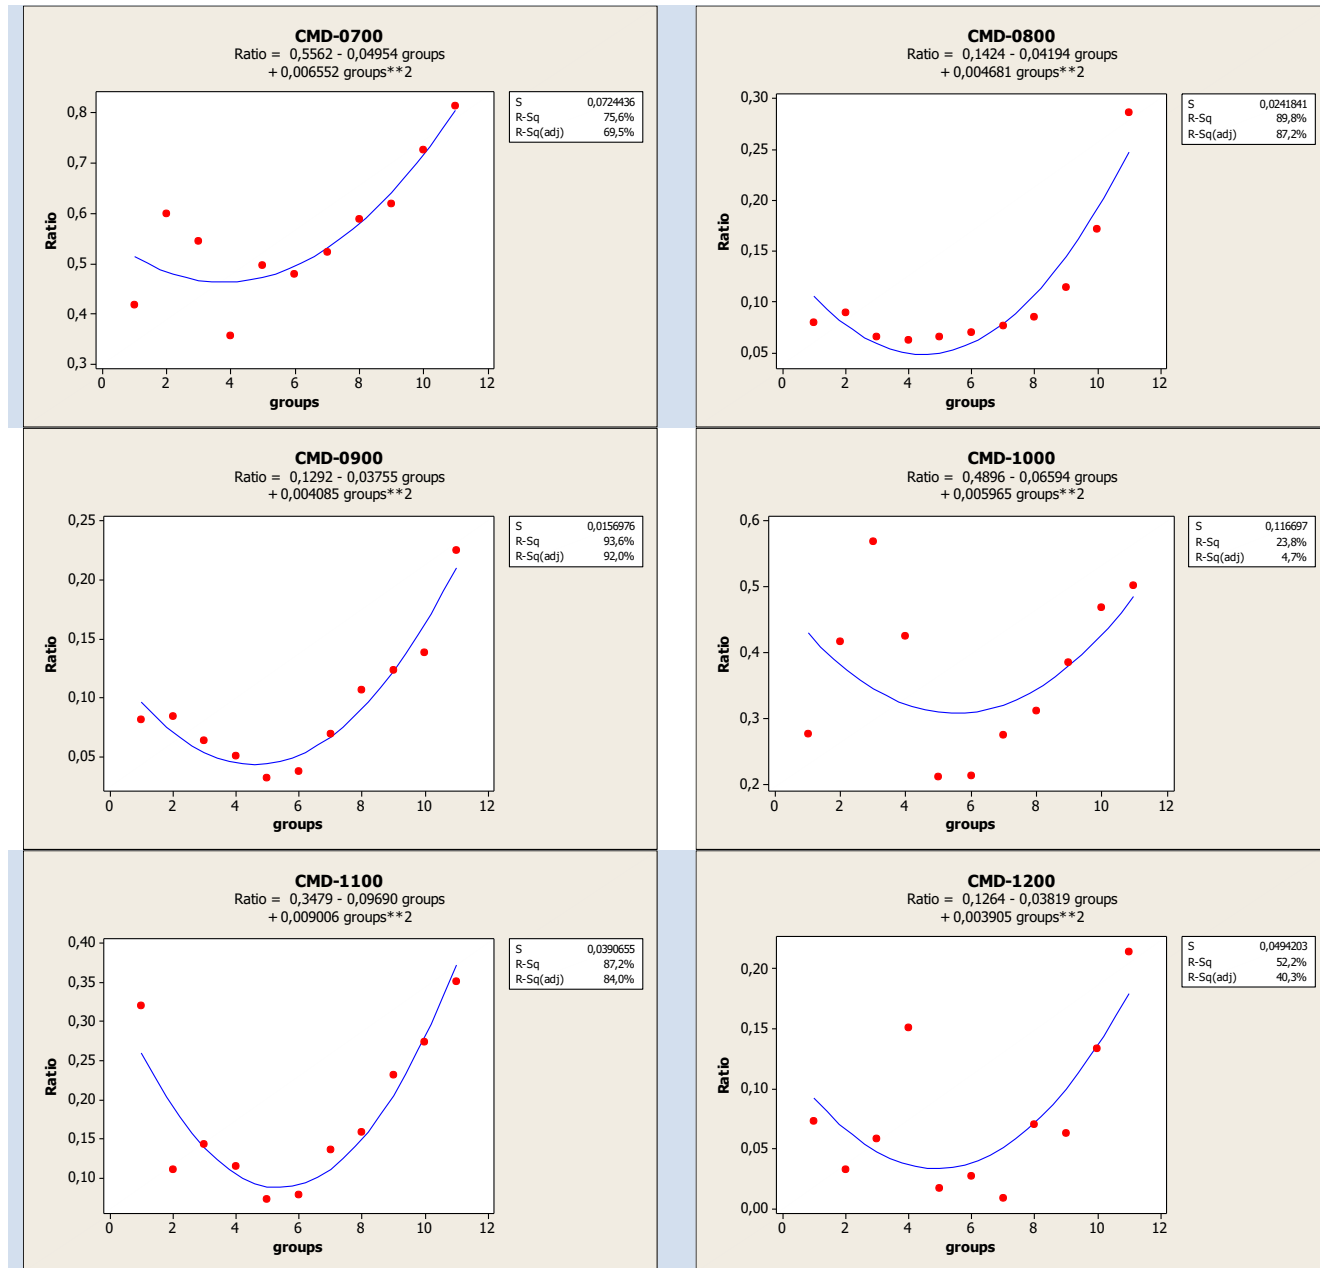 CMD-0700
Ratio = 0,5562 - 0,04954 groups
+ 0,006552 groups**2
S 0,0724436
R-Sq 75,6%
R-Sq(adj) 69,5%
0,8
0,7
0,6
0,5
0,4
0,3
Ratio
0 2 4 6 8 10 12
groups
CMD-0800
Ratio = 0,1424 - 0,04194 groups
+ 0,004681 groups**2
S 0,0241841
R-Sq 89,8%
R-Sq(adj) 87,2%
0,30
0,25
0,20
0,15
0,10
0,05
Ratio
0 2 4 6 8 10 12
groups
CMD-0900
Ratio = 0,1292 - 0,03755 groups
+ 0,004085 groups**2
S 0,0156976
R-Sq 93,6%
R-Sq(adj) 92,0%
0,25
0,20
0,15
0,10
0,05
Ratio
0 2 4 6 8 10 12
groups
CMD-1000
Ratio = 0,4896 - 0,06594 groups
+ 0,005965 groups**2
S 0,116697
R-Sq 23,8%
R-Sq(adj) 4,7%
0,6
0,5
0,4
0,3
0,2
Ratio
0 2 4 6 8 10 12
groups
CMD-1100
Ratio = 0,3479 - 0,09690 groups
+ 0,009006 groups**2
S 0,0390655
R-Sq 87,2%
R-Sq(adj) 84,0%
0,40
0,35
0,30
0,25
0,20
0,15
0,10
Ratio
0 2 4 6 8 10 12
groups
CMD-1200
Ratio = 0,1264 - 0,03819 groups
+ 0,003905 groups**2
S 0,0494203
R-Sq 52,2%
R-Sq(adj) 40,3%
0,20
0,15
0,10
0,05
0,00
Ratio
0 2 4 6 8 10 12
groups